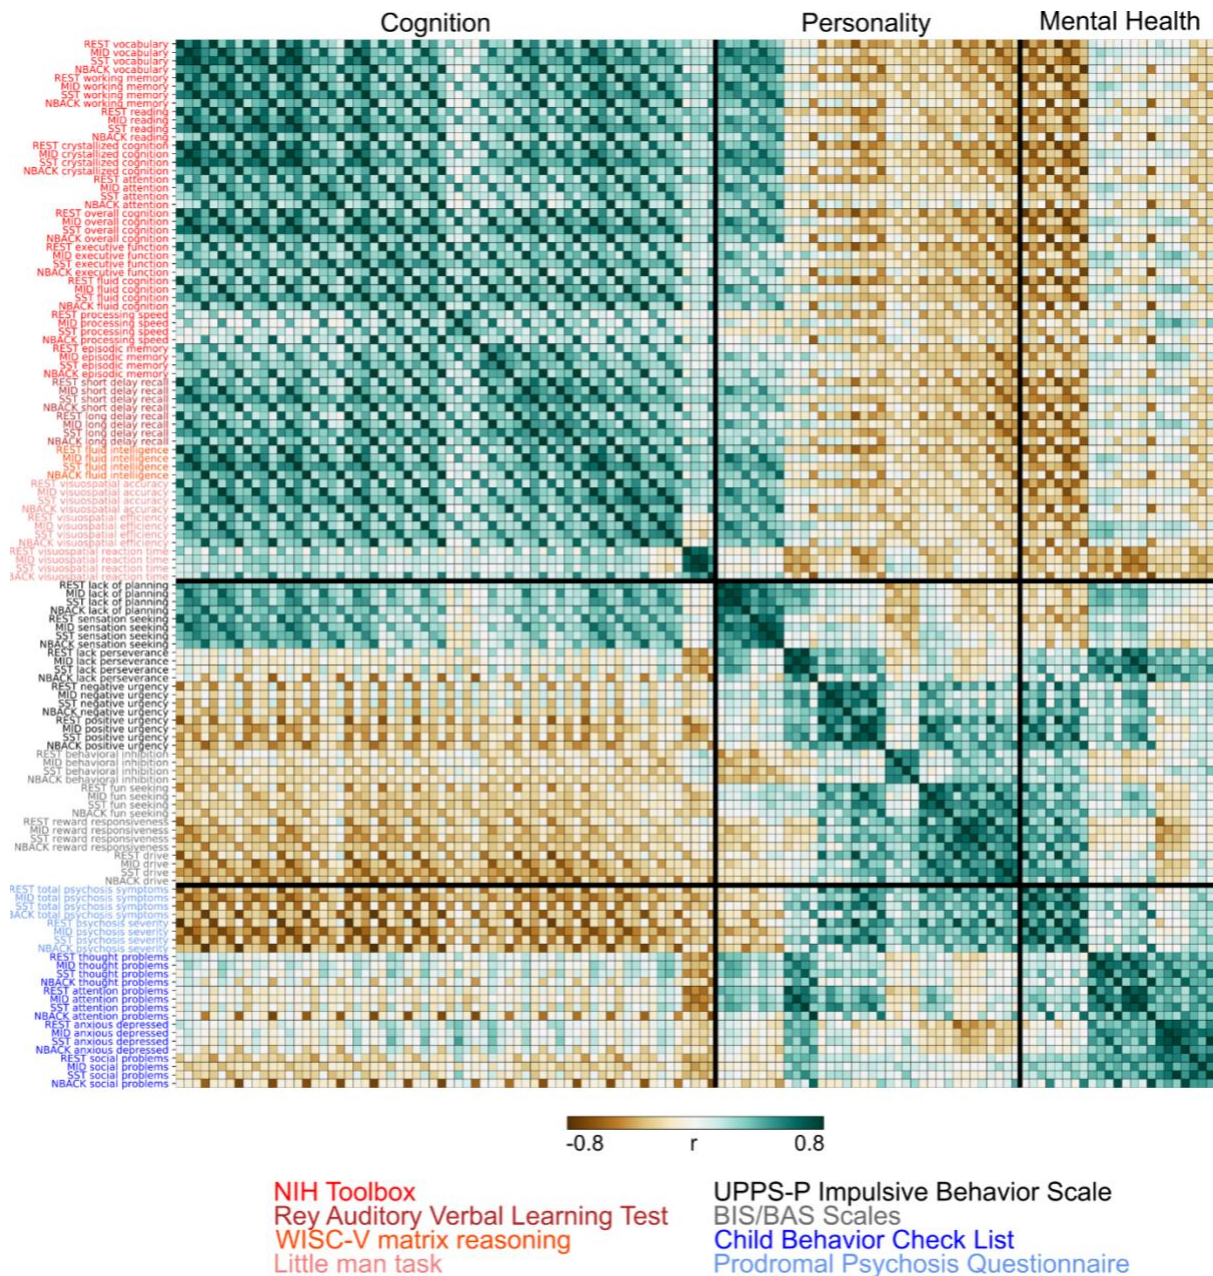 Cognition Personality Mental Health
REST vocabulary
MID vocabulary
SST vocabulary
NBACK vocabulary
REST working memory
MID working memory
SST working memory
NBACK working memory
REST reading
MID reading
SST reading
NBACK reading
REST crystallized cognition
MID crystallized cognition
SST crystallized cognition
NBACK crystallized cognition
REST attention
MID attention
SST attention
NBACK attention
REST overall cognition
MID overall cognition
SST overall cognition
NBACK overall cognition
REST executive function
MID executive function
SST executive function
NBACK executive function
REST fluid cognition
MID fluid cognition
SST fluid cognition
NBACK fluid cognition
REST processing speed
MID processing speed
SST processing speed
NBACK processing speed
REST episodic memory
MID episodic memory
SST episodic memory
NBACK episodic memory
REST short delay recall
MID short delay recall
SST short delay recall
NBACK short delay recall
REST long delay recall
MID long delay recall
SST long delay recall
NBACK long delay recall
REST fluid intelligence
MID fluid intelligence
SST fluid intelligence
NBACK fluid intelligence
REST visuospatial accuracy
MID visuospatial accuracy
SST visuospatial accuracy
NBACK visuospatial accuracy
REST visuospatial efficiency
MID visuospatial efficiency
SST visuospatial efficiency
NBACK visuospatial efficiency
REST visuospatial reaction time
MID visuospatial reaction time
SST visuospatial reaction time
BACK visuospatial reaction time
REST lack of planning
MID lack of planning
SST lack of planning
NBACK lack of planning
REST sensation seeking
MID sensation seeking
SST sensation seeking
NBACK sensation seeking
REST lack perseverance
MID lack perseverance
SST lack perseverance
NBACK lack perseverance
REST negative urgency
MID negative urgency
SST negative urgency
NBACK negative urgency
REST positive urgency
MID positive urgency
SST positive urgency
NBACK positive urgency
REST behavioral inhibition
MID behavioral inhibition
SST behavioral inhibition
NBACK behavioral inhibition
REST fun seeking
MID fun seeking
SST fun seeking
NBACK fun seeking
REST reward responsiveness
MID reward responsiveness
SST reward responsiveness
NBACK reward responsiveness
REST drive
MID drive
SST drive
NBACK drive
REST total psychosis symptoms
MID total psychosis symptoms
SST total psychosis symptoms
BACK total psychosis symptoms
REST psychosis severity
MID psychosis severity
SST psychosis severity
NBACK psychosis severity
REST thought problems
MID thought problems
SST thought problems
NBACK thought problems
REST attention problems
MID attention problems
SST attention problems
NBACK attention problems
REST anxious depressed
MID anxious depressed
SST anxious depressed
NBACK anxious depressed
REST social problems
MID social problems
SST social problems
NBACK social problems
-0.8 r 0.8
NIH Toolbox
Rey Auditory Verbal Learning Test
WISC-V matrix reasoning
Little man task
UPPS-P Impulsive Behavior Scale
BIS/BAS Scales
Child Behavior Check List
Prodromal Psychosis Questionnaire